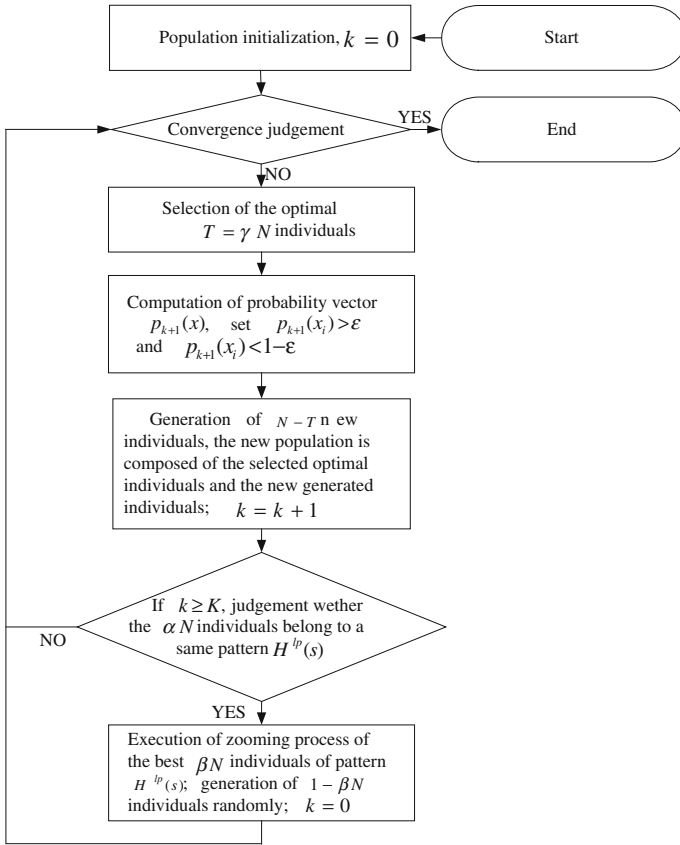 Population initialization, k = 0
Start
Convergence judgement
YES
End
NO
Selection of the optimal
T = γ N individuals
Computation of probability vector
p_{k+1}(x), set p_{k+1}(x_i) > ε
and p_{k+1}(x_i) < 1−ε
Generation of N − T n ew
individuals, the new population is
composed of the selected optimal
individuals and the new generated
individuals; k = k + 1
If k ≥ K, judgement wether
the α N individuals belong to a
same pattern H^{lp}(s)
NO
YES
Execution of zooming process of
the best βN individuals of pattern
H^{lp}(s); generation of 1 − βN
individuals randomly; k = 0